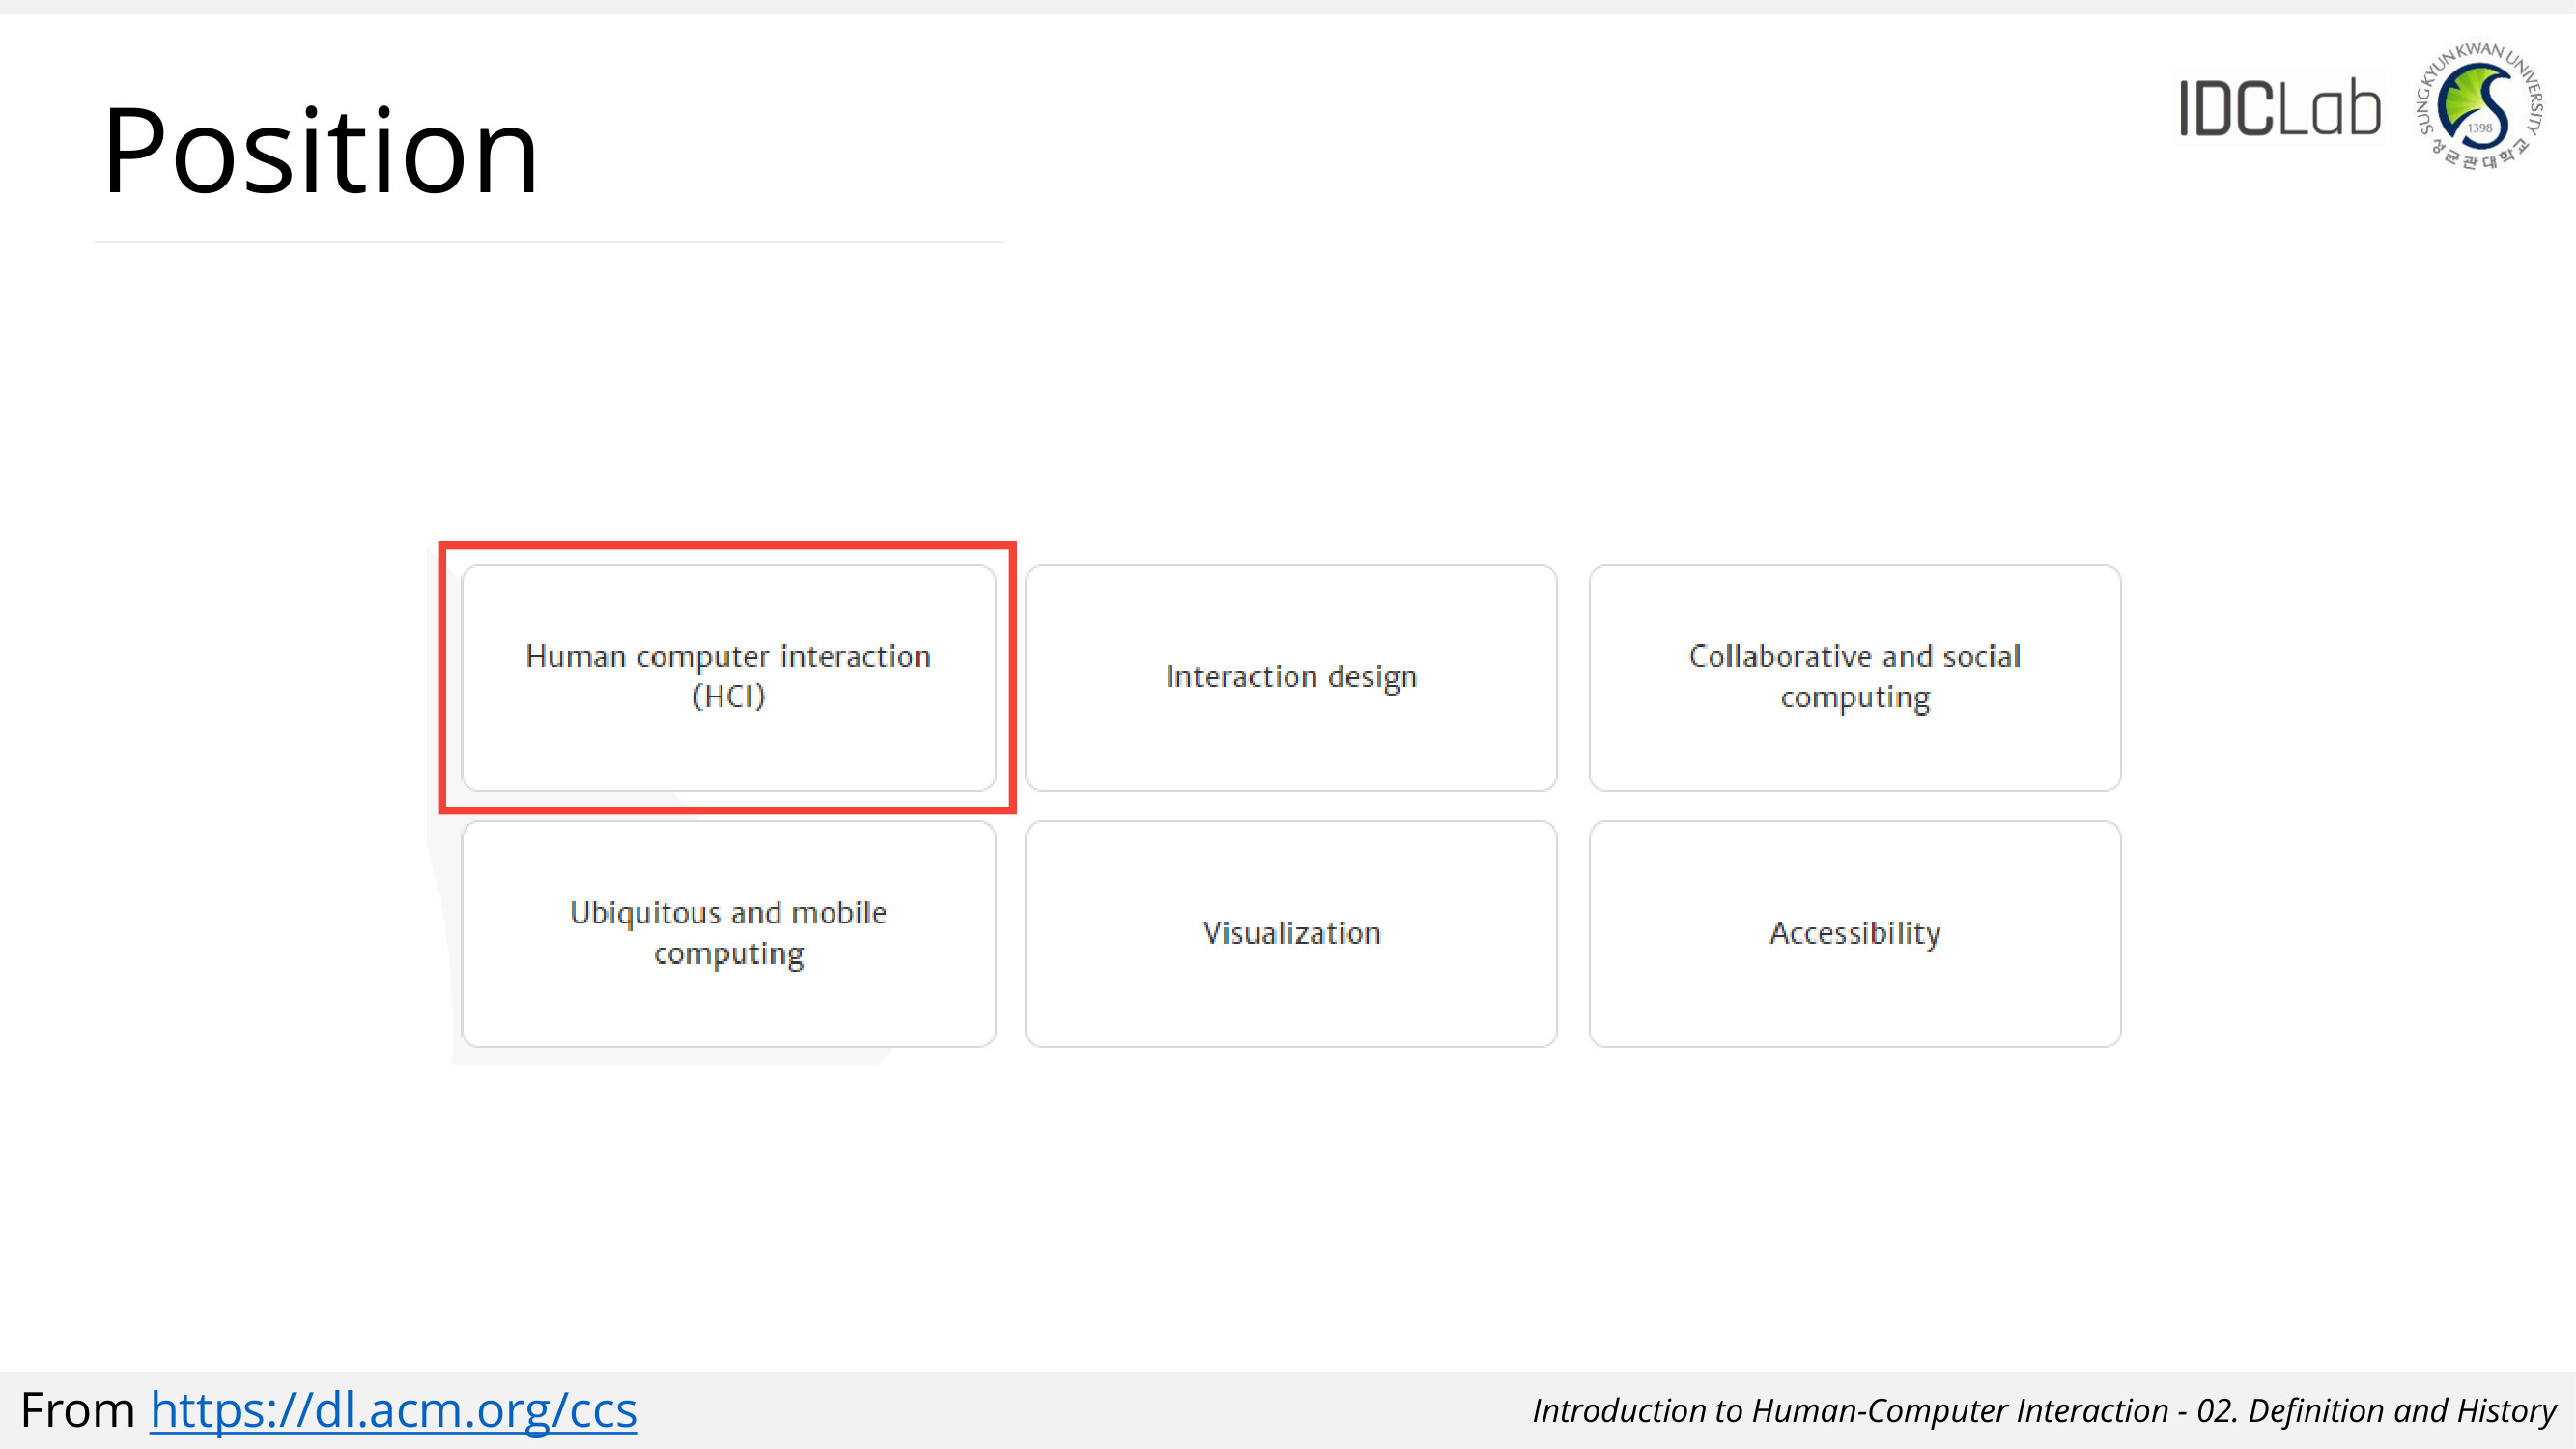 Position
IDCLab
SUNGKYUNKWAN UNIVERSITY
1398
성균관대학교
Human computer interaction
(HCI)
Interaction design
Collaborative and social
computing
Ubiquitous and mobile
computing
Visualization
Accessibility
From https://dl.acm.org/ccs
Introduction to Human-Computer Interaction - 02. Definition and History